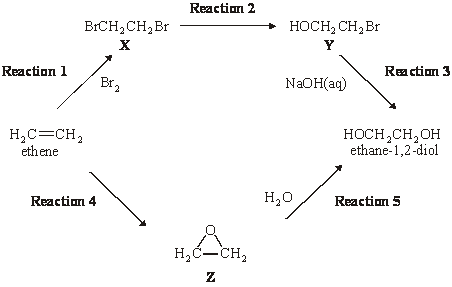 Reaction 2
BrCH₂CH₂Br
HOCH₂CH₂Br
X
Y
Reaction 1
Br₂
NaOH(aq)
Reaction 3
H₂C=CH₂
ethene
HOCH₂CH₂OH
ethane-1,2-diol
Reaction 4
H₂O
Reaction 5
O
H₂C—CH₂
Z